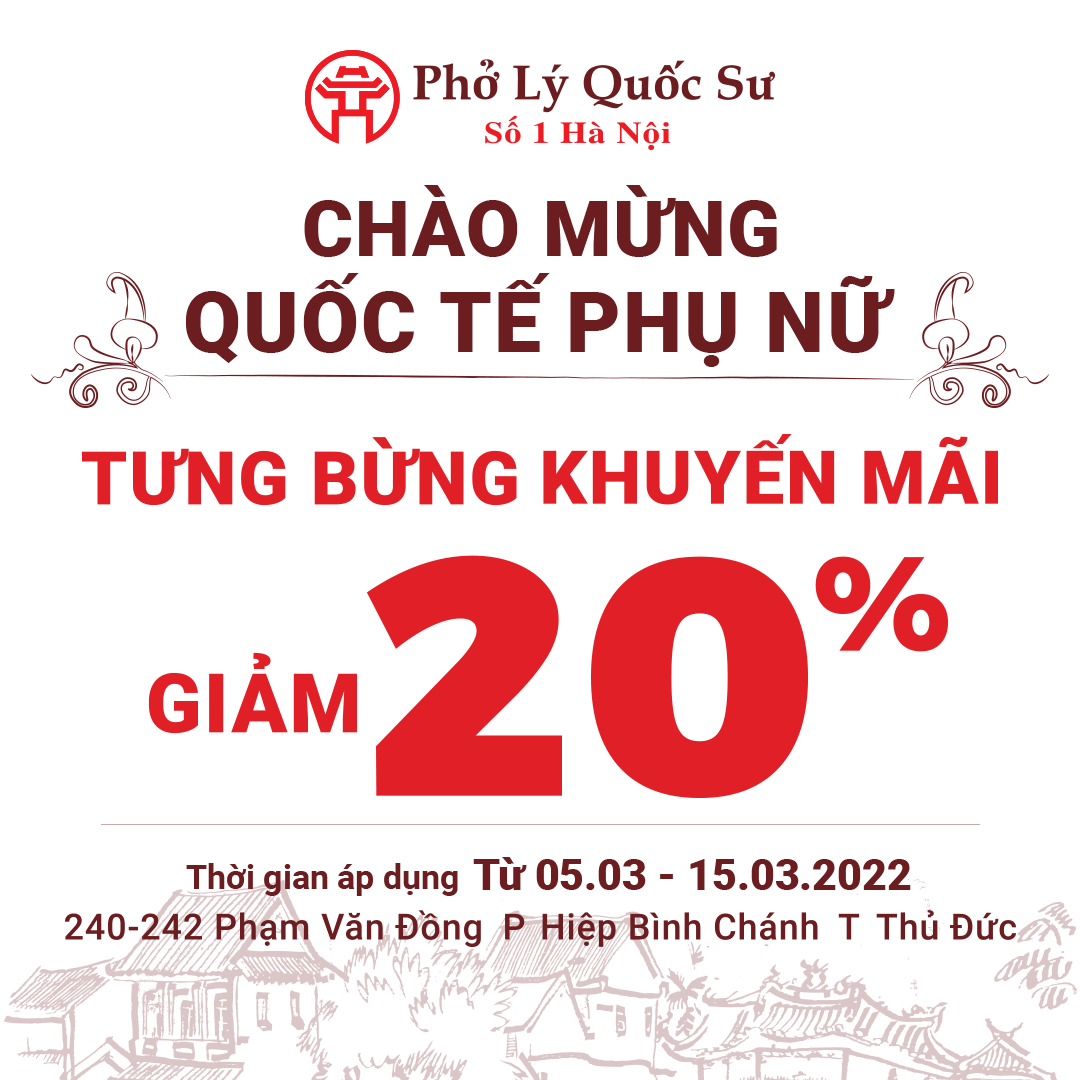 Phở Lý Quốc Sư
Số 1 Hà Nội
CHÀO MỪNG
QUỐC TẾ PHỤ NỮ
TƯNG BỪNG KHUYẾN MÃI
GIẢM 20%
Thời gian áp dụng Từ 05.03 - 15.03.2022
240-242 Phạm Văn Đồng P Hiệp Bình Chánh T Thủ Đức